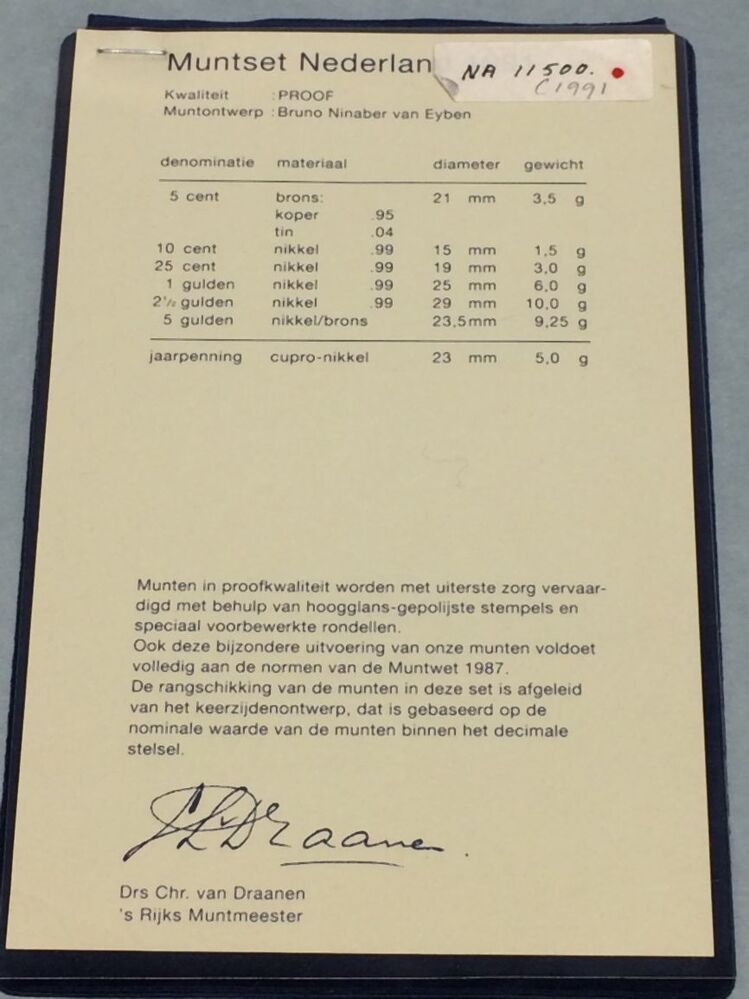 Muntset Nederlan
NA 11500.
C1991
Kwaliteit : PROOF
Muntontwerp : Bruno Ninaber van Eyben
denominatie materiaal diameter gewicht
5 cent brons: 21 mm 3,5 g
koper .95
tin .04
10 cent nikkel .99 15 mm 1,5 g
25 cent nikkel .99 19 mm 3,0 g
1 gulden nikkel .99 25 mm 6,0 g
2½ gulden nikkel .99 29 mm 10,0 g
5 gulden nikkel/brons 23,5mm 9,25 g
jaarpenning cupro-nikkel 23 mm 5,0 g
Munten in proofkwaliteit worden met uiterste zorg vervaar-
digd met behulp van hoogglans-gepolijste stempels en
speciaal voorbewerkte rondellen.
Ook deze bijzondere uitvoering van onze munten voldoet
volledig aan de normen van de Muntwet 1987.
De rangschikking van de munten in deze set is afgeleid
van het keerzijdenontwerp, dat is gebaseerd op de
nominale waarde van de munten binnen het decimale
stelsel.
Draanen
Drs Chr. van Draanen
's Rijks Muntmeester